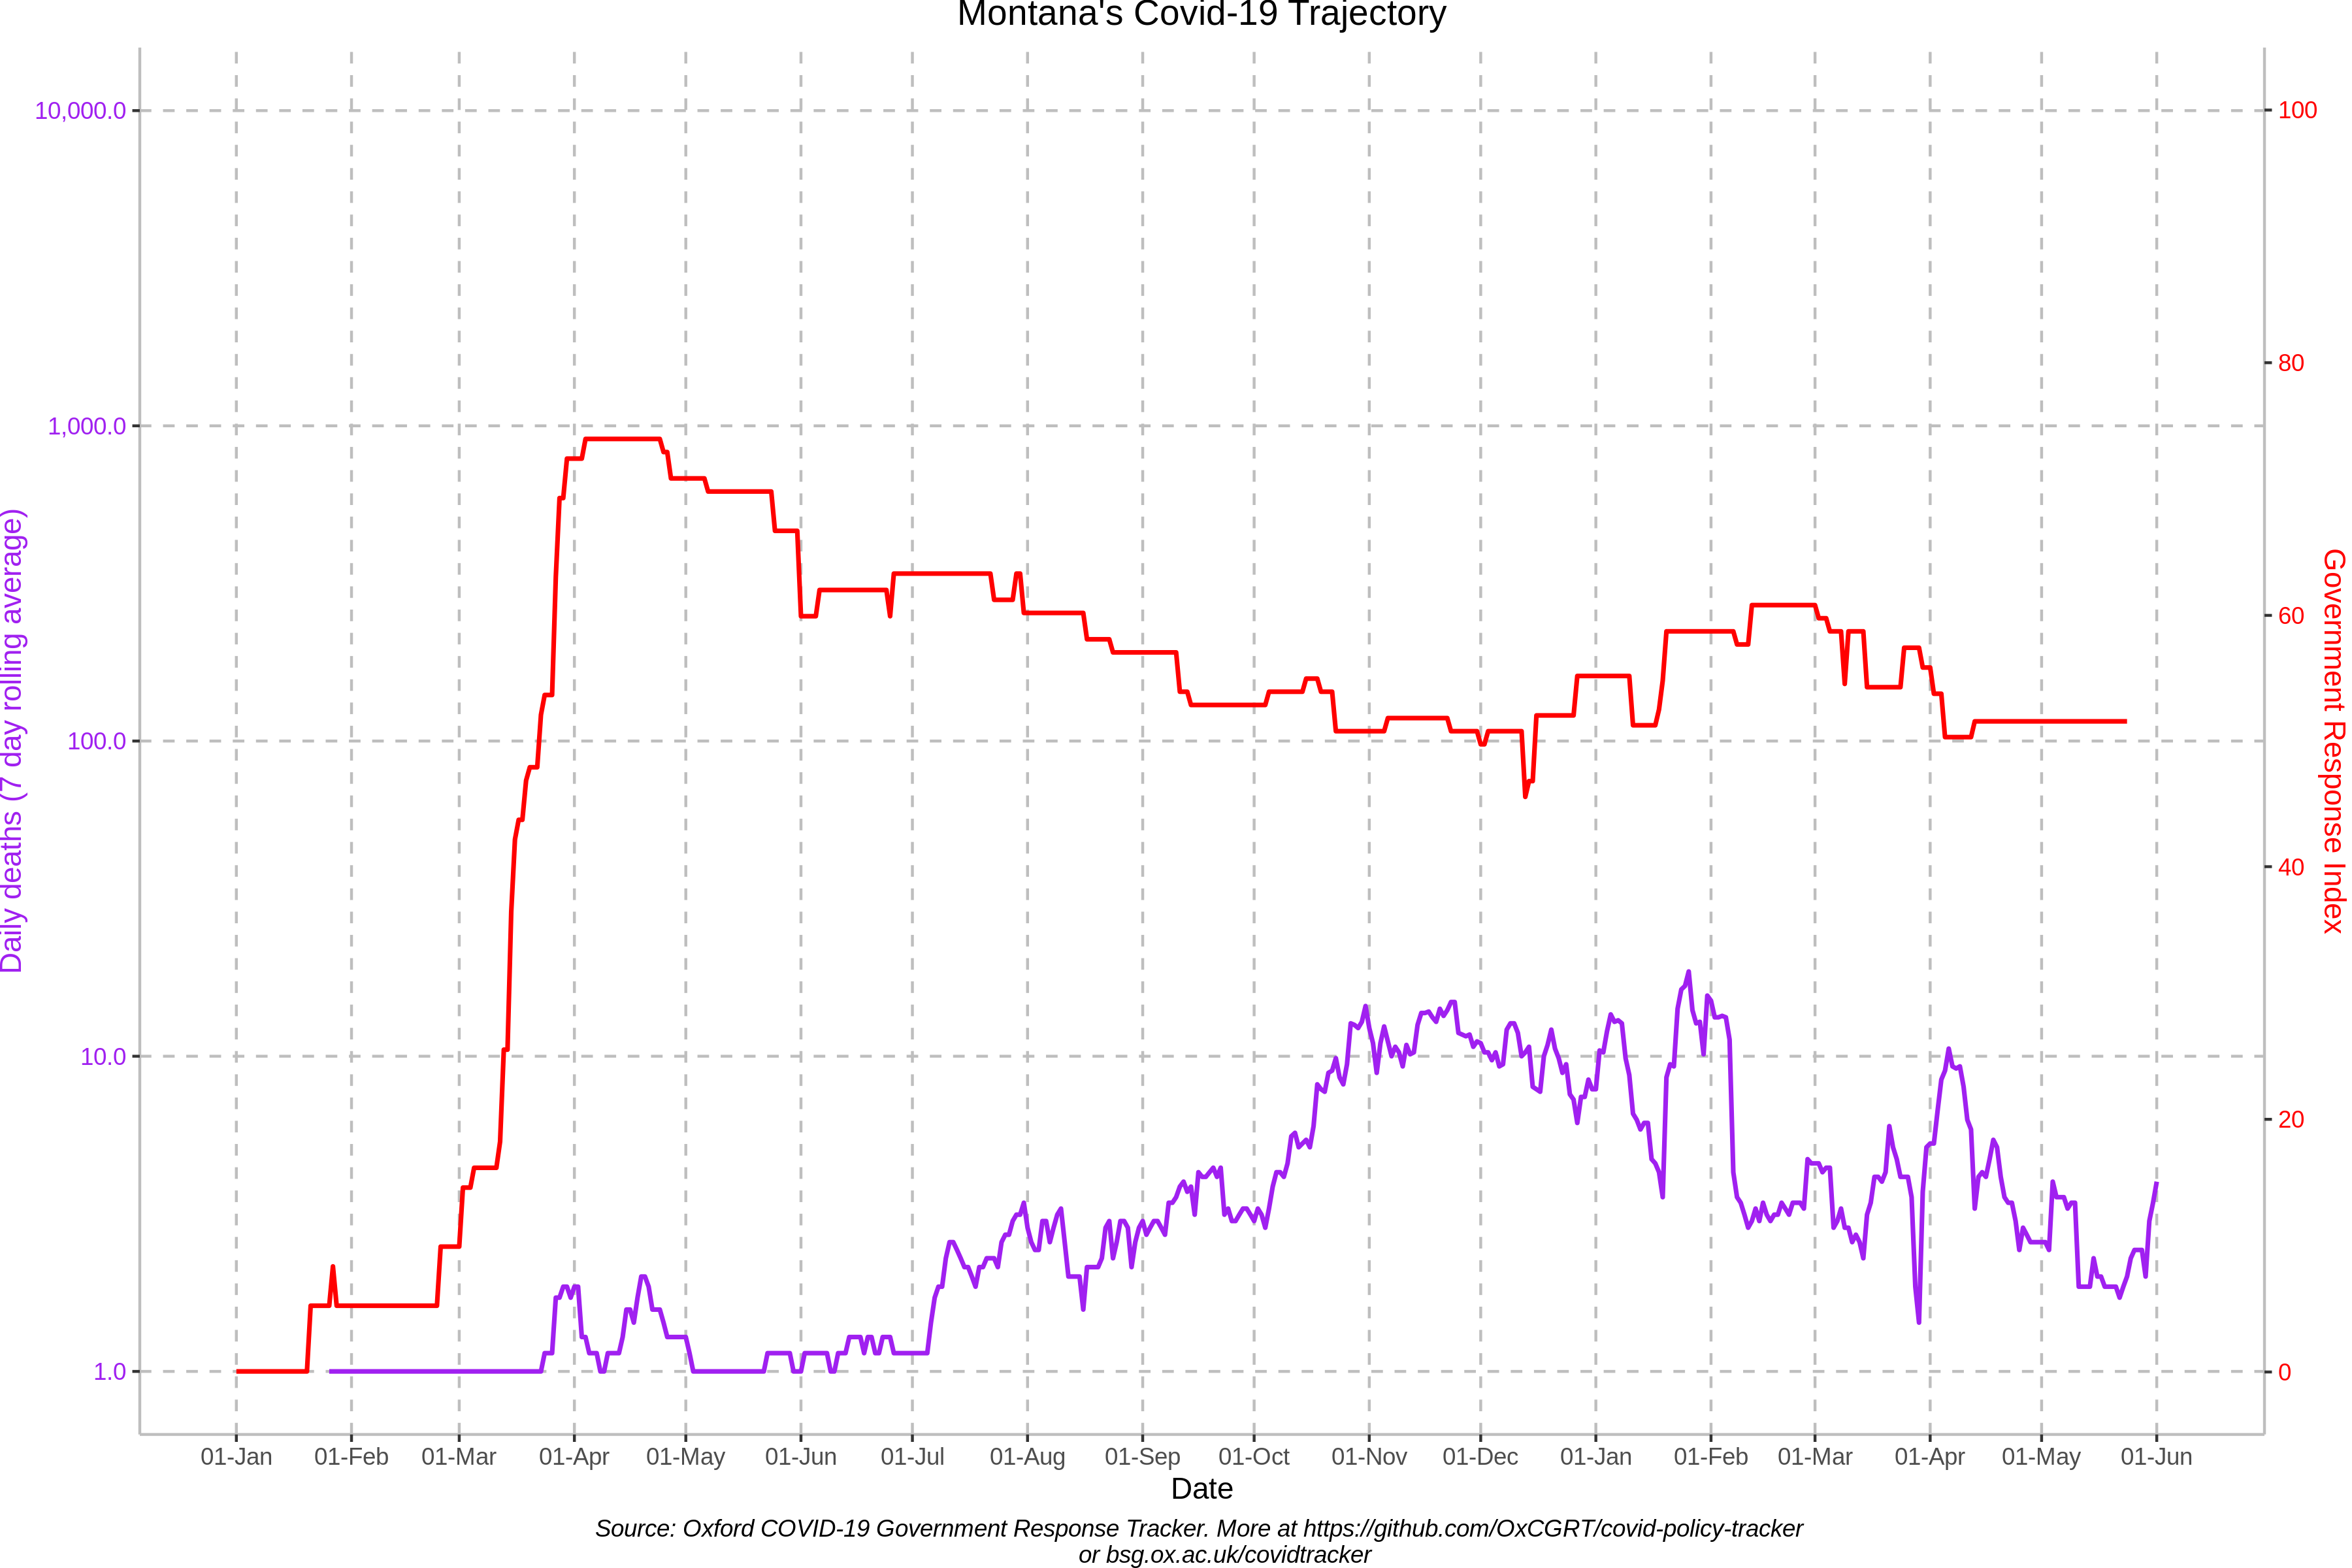 Montana's Covid-19 Trajectory
10,000.0
1,000.0
100.0
10.0
1.0
Daily deaths (7 day rolling average)
100
80
60
40
20
0
Government Response Index
01-Jan 01-Feb 01-Mar 01-Apr 01-May 01-Jun 01-Jul 01-Aug 01-Sep 01-Oct 01-Nov 01-Dec 01-Jan 01-Feb 01-Mar 01-Apr 01-May 01-Jun
Date
Source: Oxford COVID-19 Government Response Tracker. More at https://github.com/OxCGRT/covid-policy-tracker
or bsg.ox.ac.uk/covidtracker